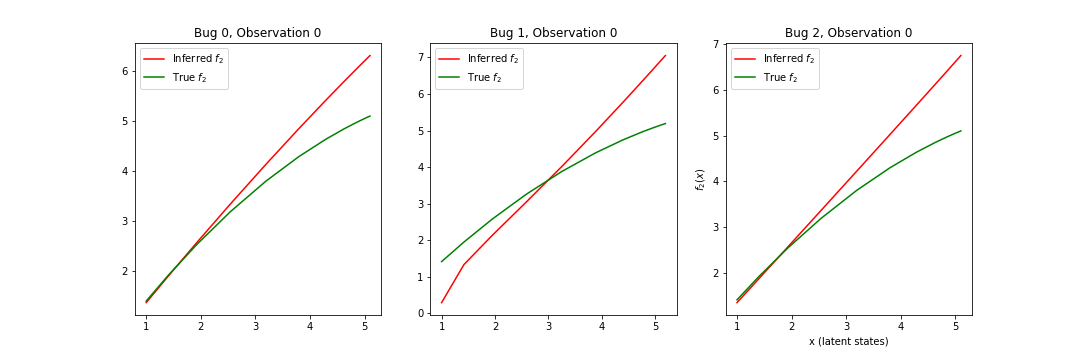 Bug 0, Observation 0
Inferred f₂
True f₂
6
5
4
3
2
1 2 3 4 5
Bug 1, Observation 0
Inferred f₂
True f₂
7
6
5
4
3
2
1
0
1 2 3 4 5
Bug 2, Observation 0
Inferred f₂
True f₂
f₂(x)
7
6
5
4
3
2
1 2 3 4 5
x (latent states)